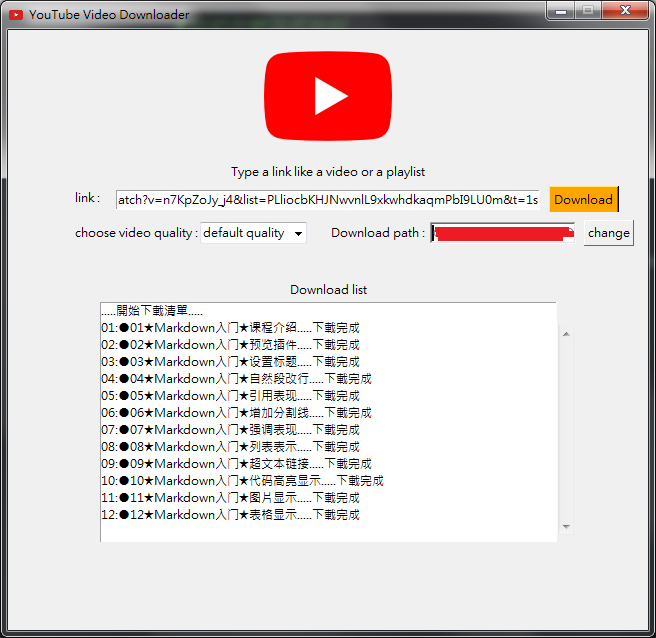 YouTube Video Downloader
Type a link like a video or a playlist
link : atch?v=n7KpZoJy_j4&list=PLliocbKHJNwvnlL9xkwhdkaqmPbI9LU0m&t=1s Download
choose video quality : default quality Download path : change
Download list
.....開始下載清單.....
01:●01★Markdown入门★课程介绍.....下載完成
02:●02★Markdown入门★预览插件.....下載完成
03:●03★Markdown入门★设置标题.....下載完成
04:●04★Markdown入门★自然段改行.....下載完成
05:●05★Markdown入门★引用表现.....下載完成
06:●06★Markdown入门★增加分割线.....下載完成
07:●07★Markdown入门★强调表现.....下載完成
08:●08★Markdown入门★列表表示.....下載完成
09:●09★Markdown入门★超文本链接.....下載完成
10:●10★Markdown入门★代码高亮显示.....下載完成
11:●11★Markdown入门★图片显示.....下載完成
12:●12★Markdown入门★表格显示.....下載完成